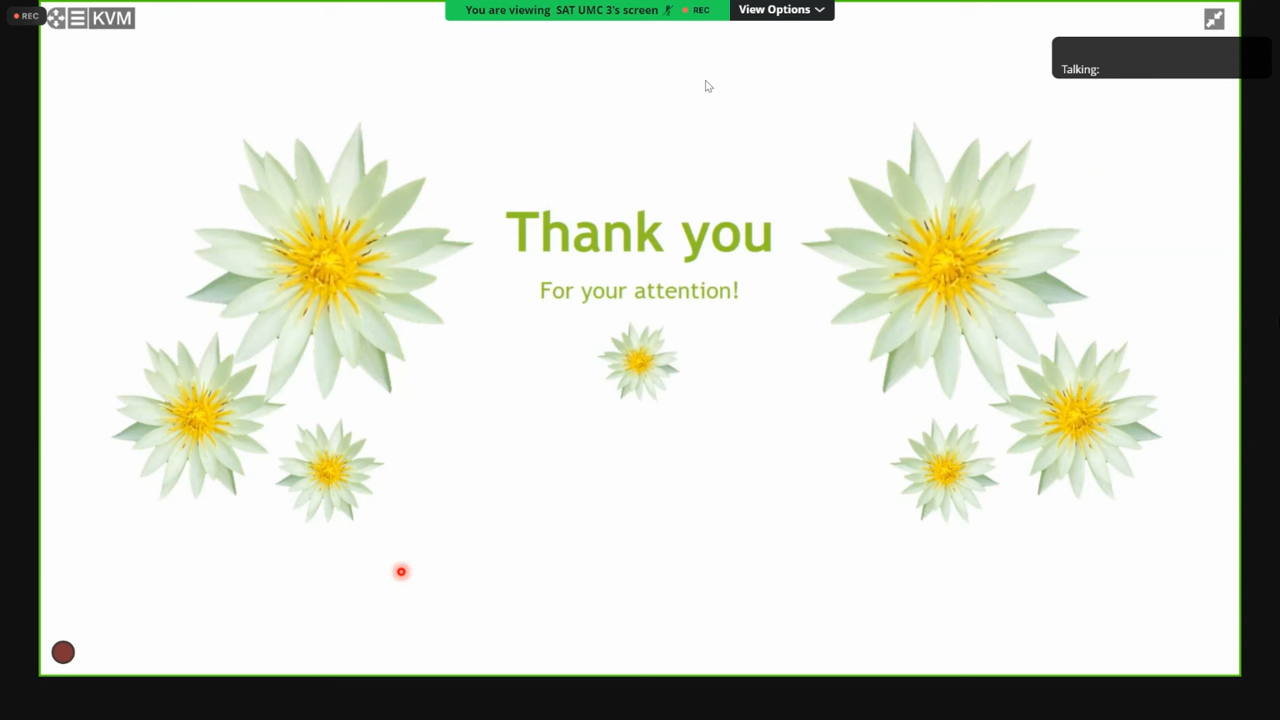 REC
KVM
You are viewing SAT UMC 3's screen
REC
View Options
Talking:
Thank you
For your attention!